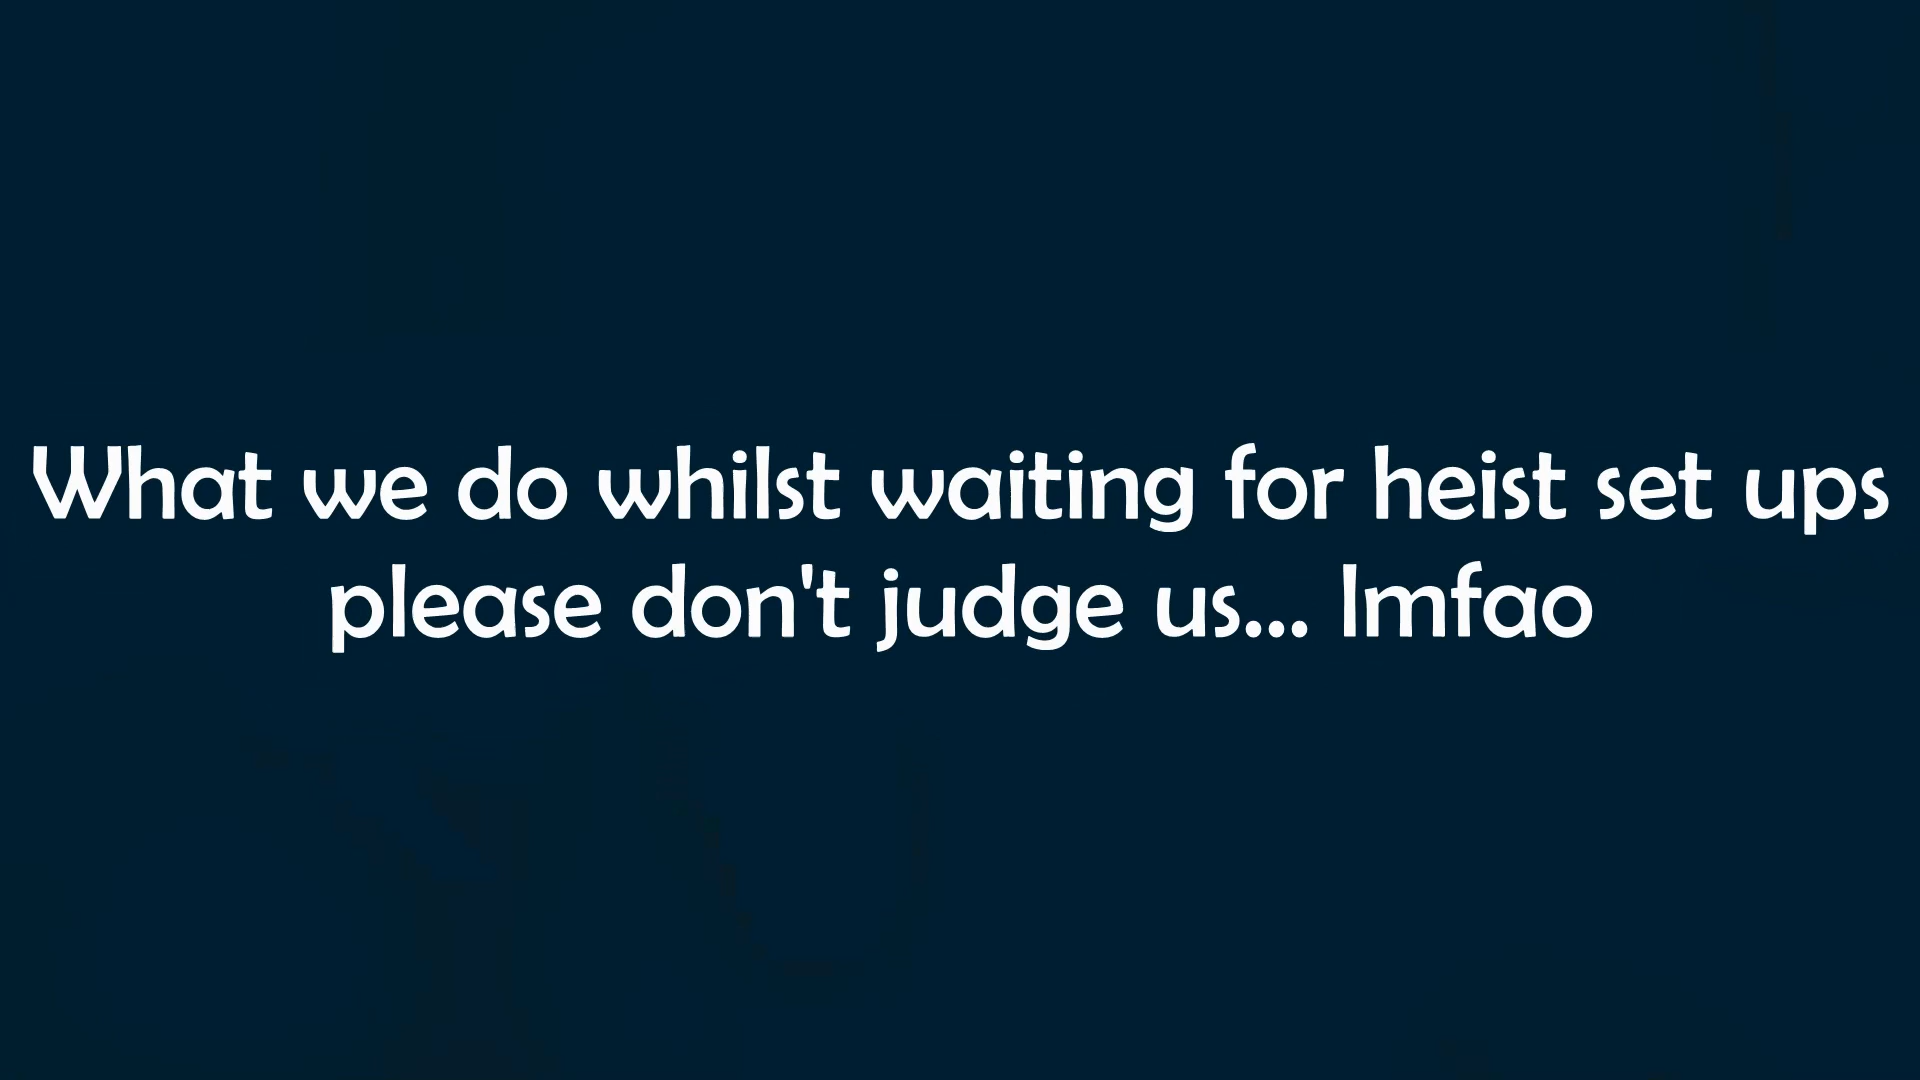 What we do whilst waiting for heist set ups
please don't judge us... lmfao